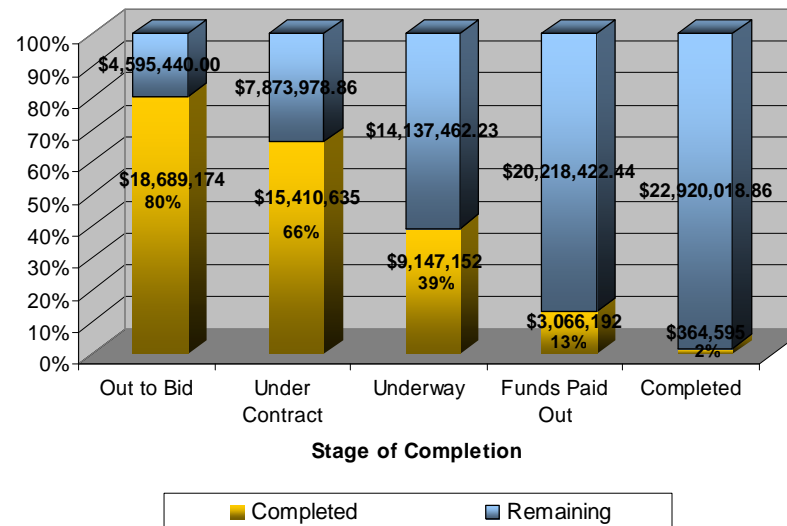 100%
90%
80%
70%
60%
50%
40%
30%
20%
10%
0%
$4,595,440.00
$18,689,174
80%
$7,873,978.86
$15,410,635
66%
$14,137,462.23
$9,147,152
39%
$20,218,422.44
$3,066,192
13%
$22,920,018.86
$364,595
2%
Out to Bid
Under
Contract
Underway
Funds Paid
Out
Completed
Stage of Completion
Completed
Remaining